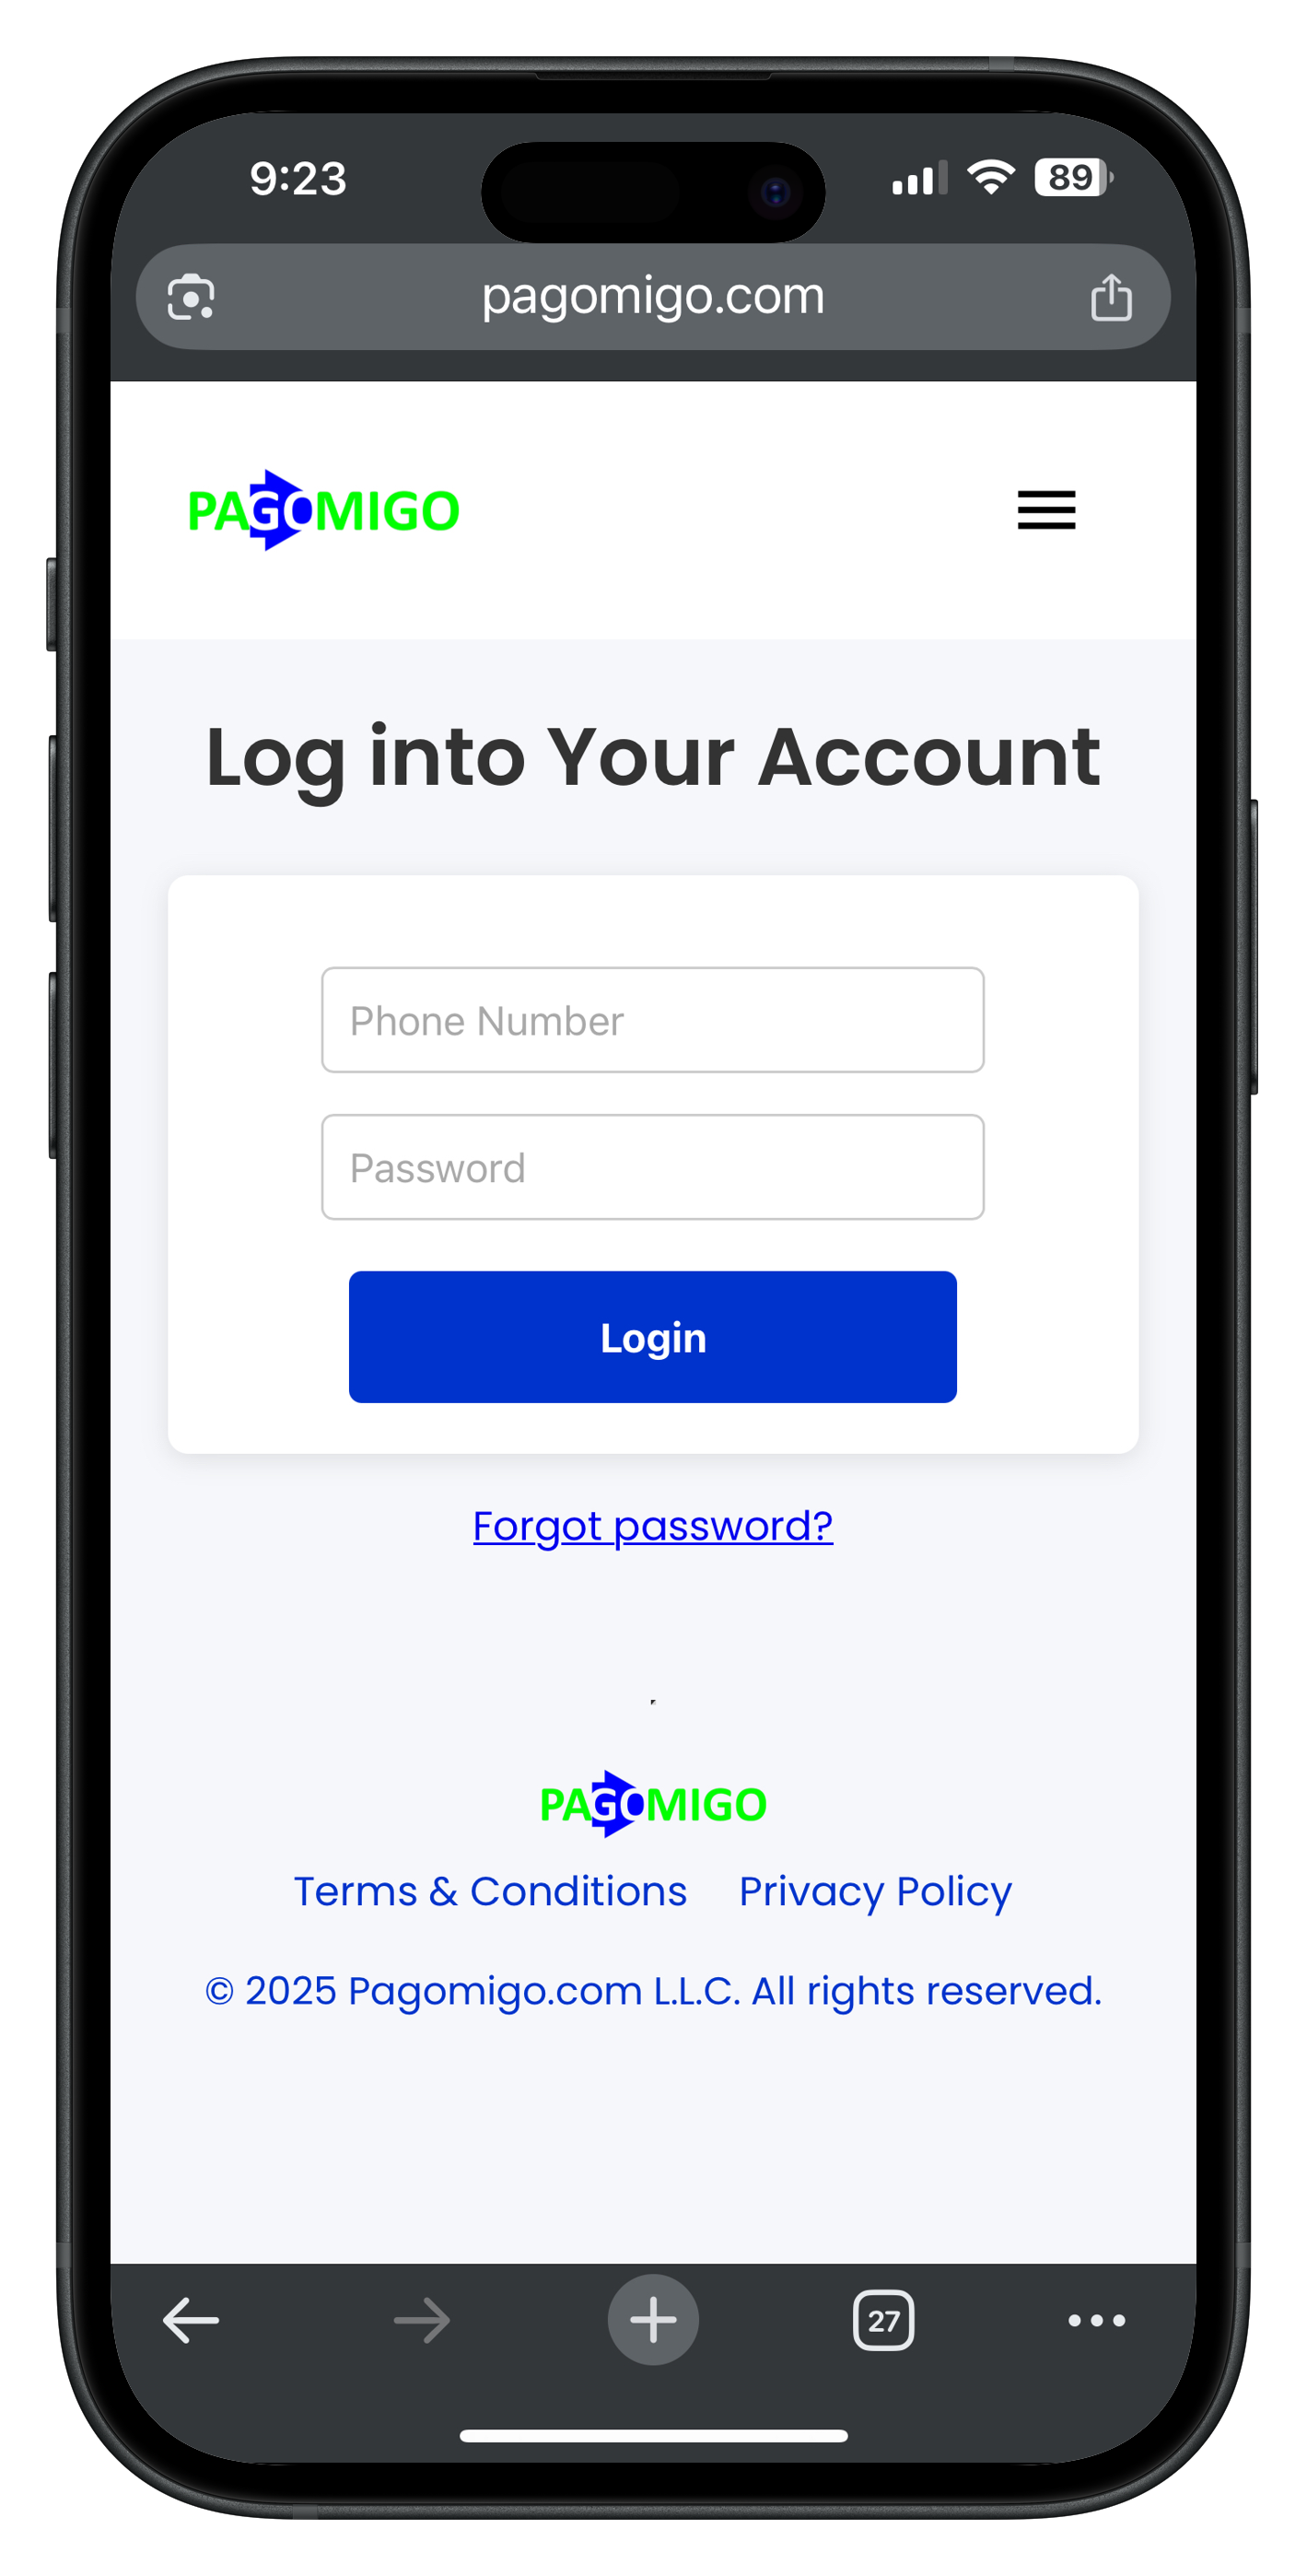 9:23
89
pagomigo.com
PAGOMIGO
Log into Your Account
Phone Number
Password
Login
Forgot password?
PAGOMIGO
Terms & Conditions Privacy Policy
© 2025 Pagomigo.com L.L.C. All rights reserved.
27